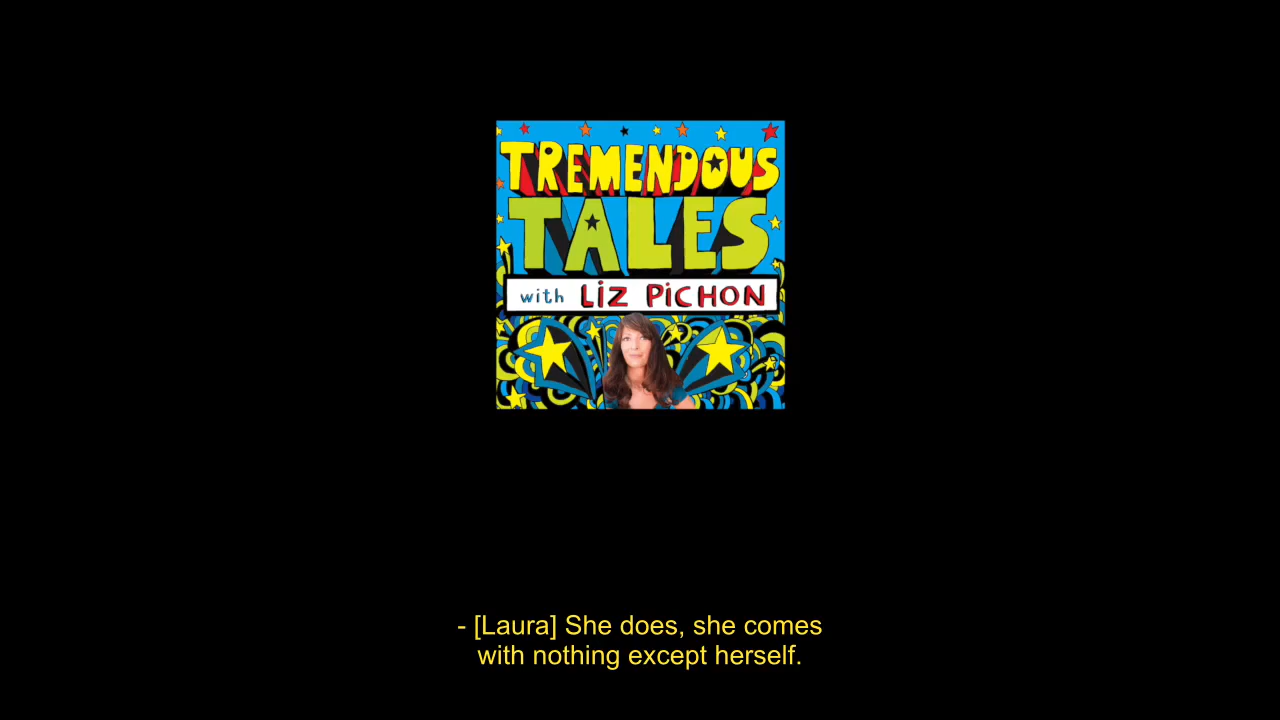 TREMENDOUS
TALES
with LiZ PiCHON
- [Laura] She does, she comes
with nothing except herself.